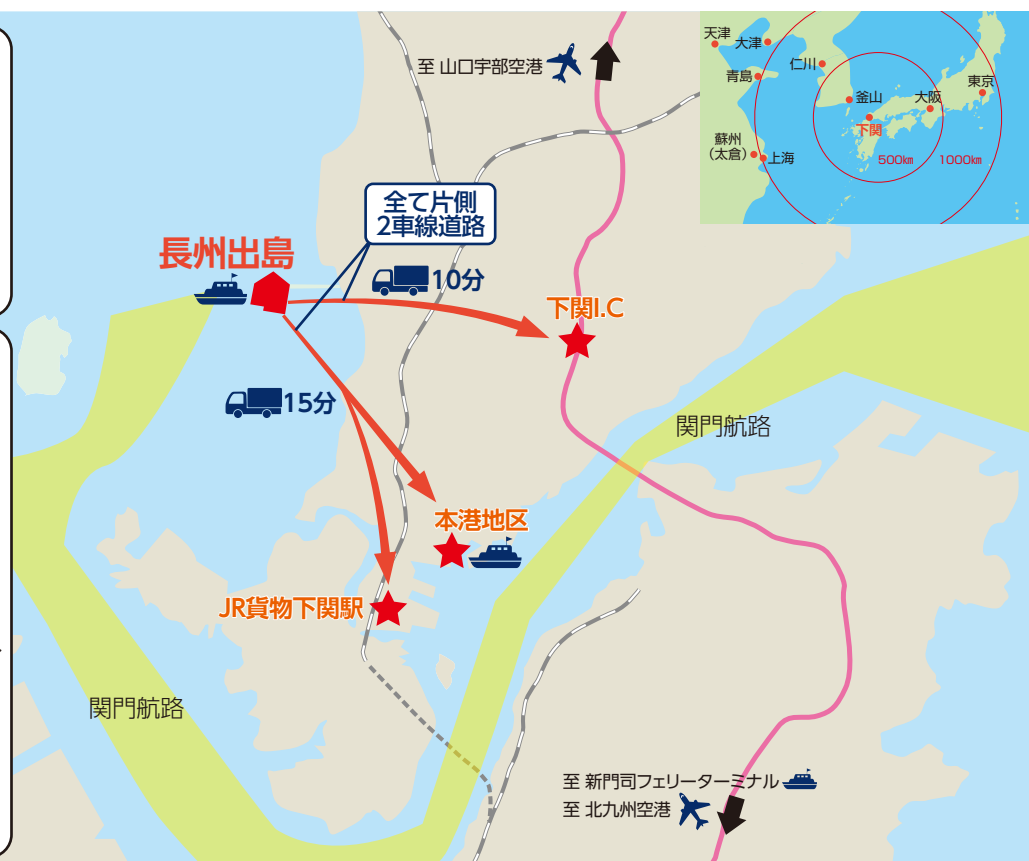 至 山口宇部空港
天津
大津
青島
仁川
釜山
大阪
東京
下関
蘇州
（太倉）
上海
500㎞
1000㎞
全て片側
2車線道路
長州出島
10分
下関I.C
15分
関門航路
本港地区
JR貨物下関駅
関門航路
至 新門司フェリーターミナル
至 北九州空港